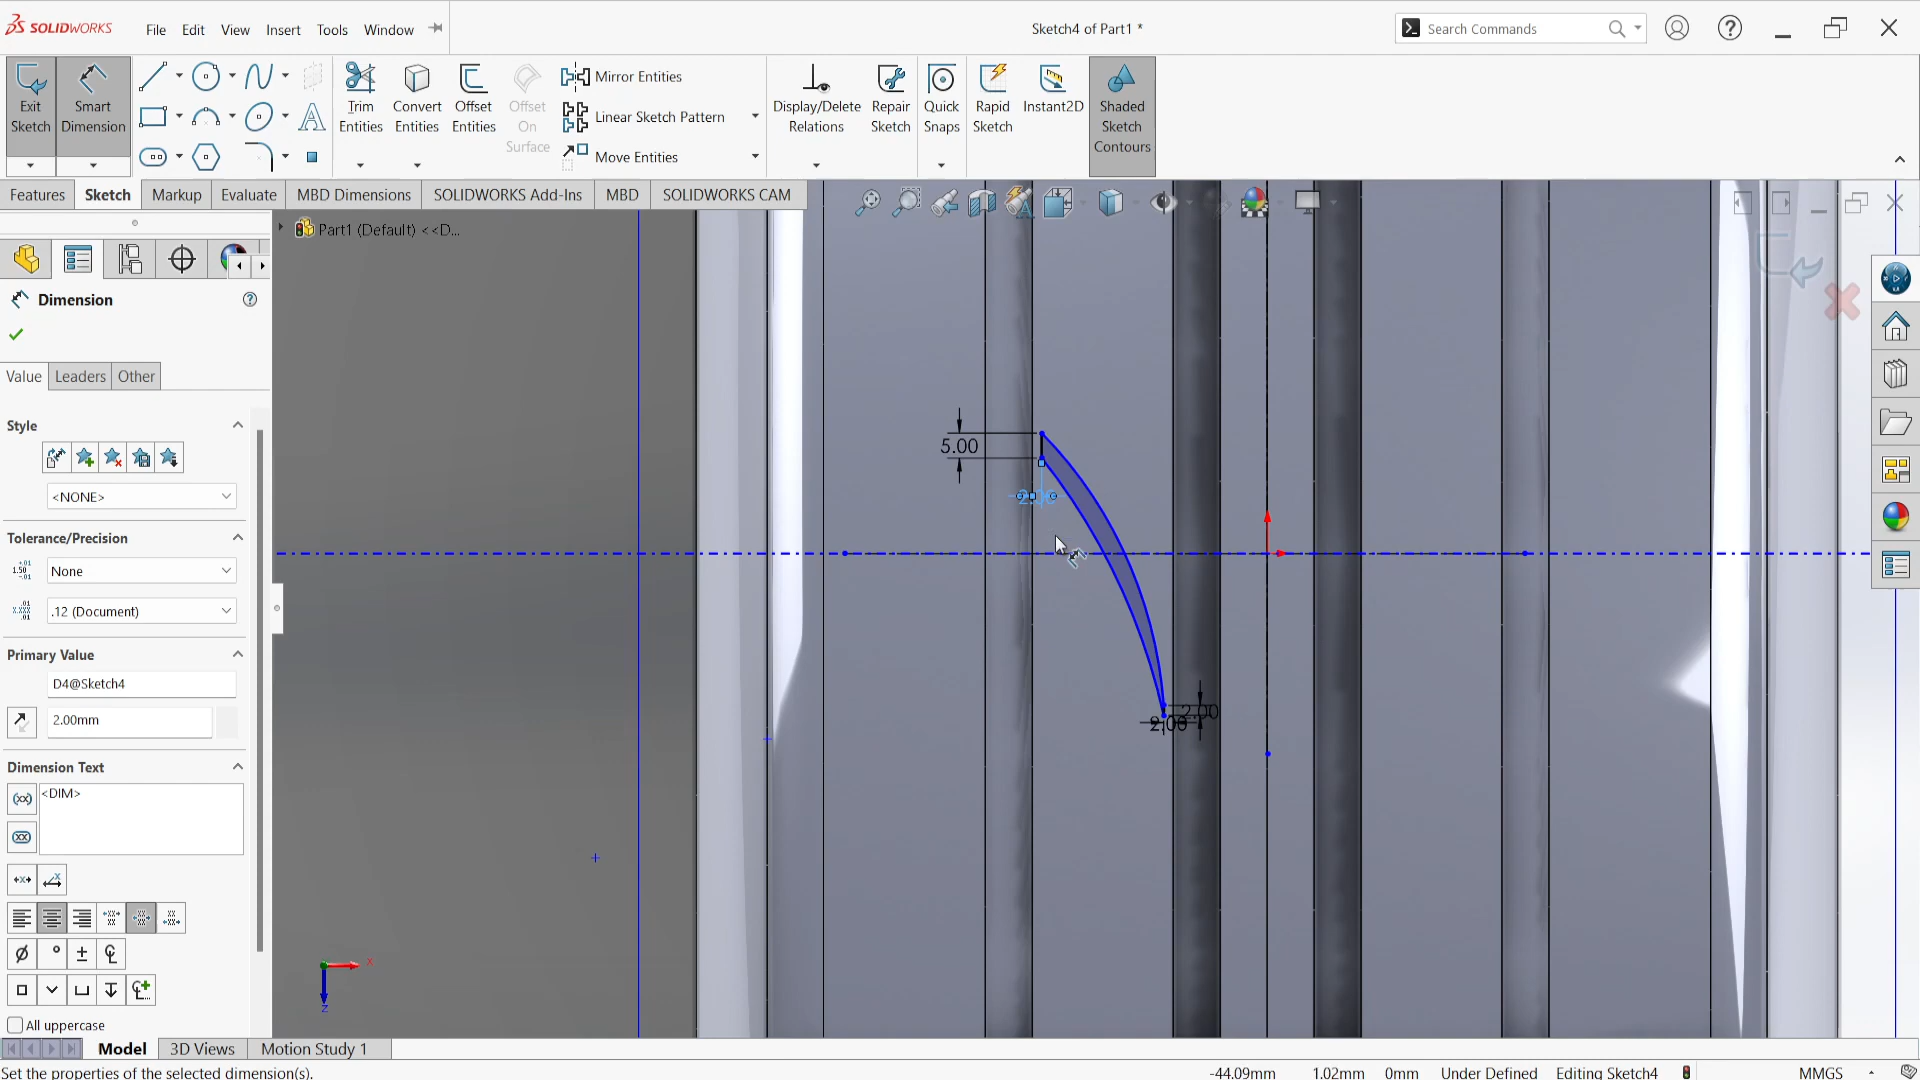 SOLIDWORKS
File Edit View Insert Tools Window
Sketch4 of Part1 *
Search Commands
Exit Sketch
Smart Dimension
Trim Entities
Convert Entities
Offset Entities
Offset On Surface
Mirror Entities
Linear Sketch Pattern
Move Entities
Display/Delete Relations
Repair Sketch
Quick Snaps
Rapid Sketch
Instant2D
Shaded Sketch Contours
Features Sketch Markup Evaluate MBD Dimensions SOLIDWORKS Add-Ins MBD SOLIDWORKS CAM
Part1 (Default) <<D...
Dimension
Value Leaders Other
Style
<NONE>
Tolerance/Precision
None
.12 (Document)
Primary Value
D4@Sketch4
2.00mm
Dimension Text
<DIM>
All uppercase
5.00
2.00
2.00
x
z
Model 3D Views Motion Study 1
Set the properties of the selected dimension(s).
-44.09mm 1.02mm 0mm Under Defined Editing Sketch4 MMGS